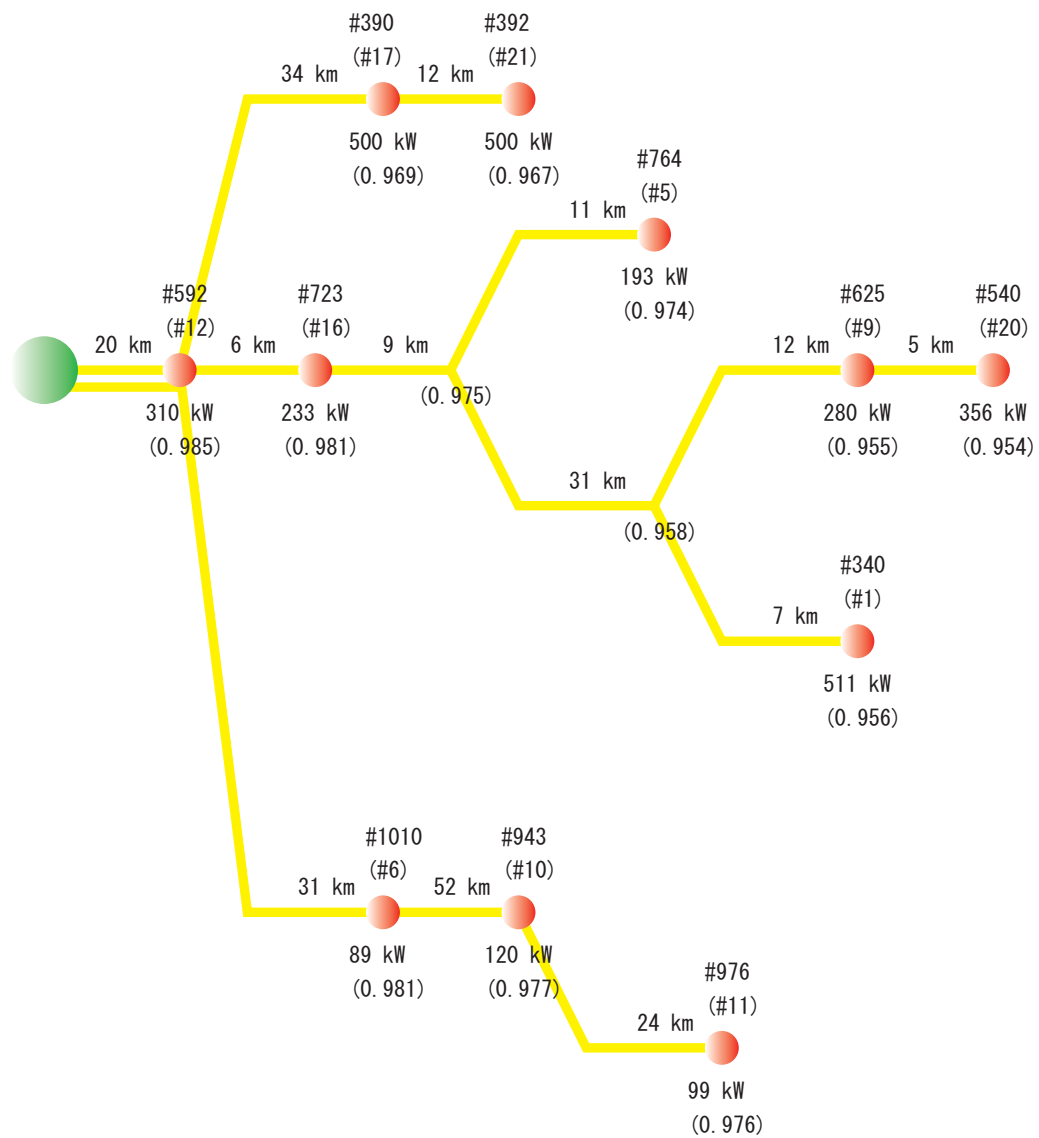 #390
(#17)
#392
(#21)
34 km
12 km
500 kW
(0.969)
500 kW
(0.967)
#764
(#5)
11 km
193 kW
(0.974)
#592
(#12)
#723
(#16)
20 km
6 km
9 km
310 kW
(0.985)
233 kW
(0.981)
(0.975)
#625
(#9)
#540
(#20)
12 km
5 km
280 kW
(0.955)
356 kW
(0.954)
31 km
(0.958)
#340
(#1)
7 km
511 kW
(0.956)
#1010
(#6)
#943
(#10)
31 km
52 km
89 kW
(0.981)
120 kW
(0.977)
#976
(#11)
24 km
99 kW
(0.976)